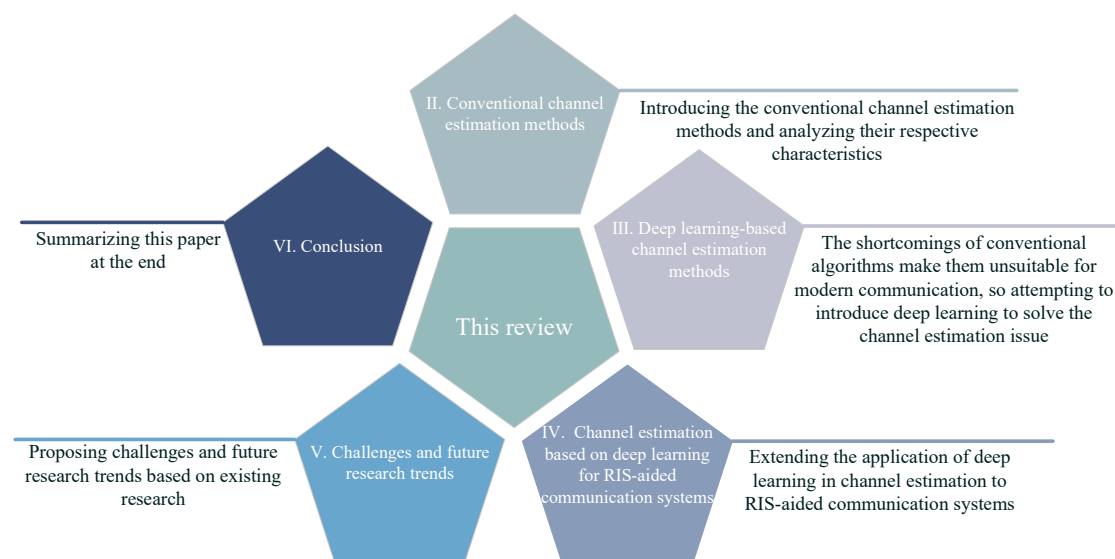 II. Conventional channel
estimation methods
Introducing the conventional channel estimation
methods and analyzing their respective
characteristics
III. Deep learning-based
channel estimation
methods
The shortcomings of conventional
algorithms make them unsuitable for
modern communication, so attempting to
introduce deep learning to solve the
channel estimation issue
IV. Channel estimation
based on deep learning
for RIS-aided
communication systems
Extending the application of deep
learning in channel estimation to
RIS-aided communication systems
V. Challenges and future
research trends
Proposing challenges and future
research trends based on existing
research
VI. Conclusion
Summarizing this paper
at the end
This review